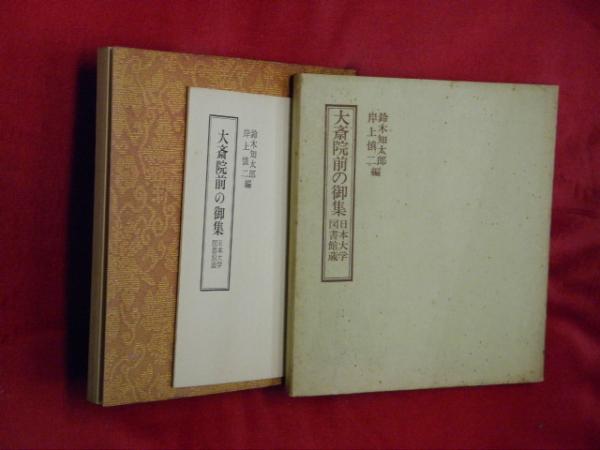 鈴木知太郎
岸上慎二 編
大斎院前の御集
日本大学
図書館蔵
鈴木知太郎
岸上慎二 編
大斎院前の御集
日本大学
図書館蔵